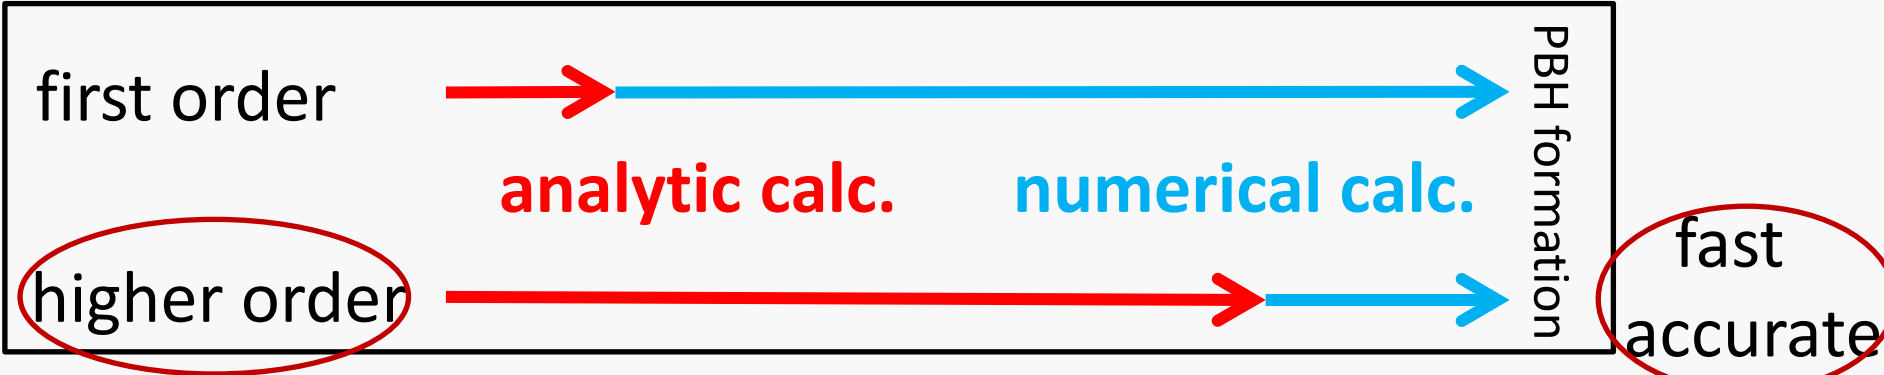 first order
analytic calc.
numerical calc.
PBH formation
higher order
fast
accurate